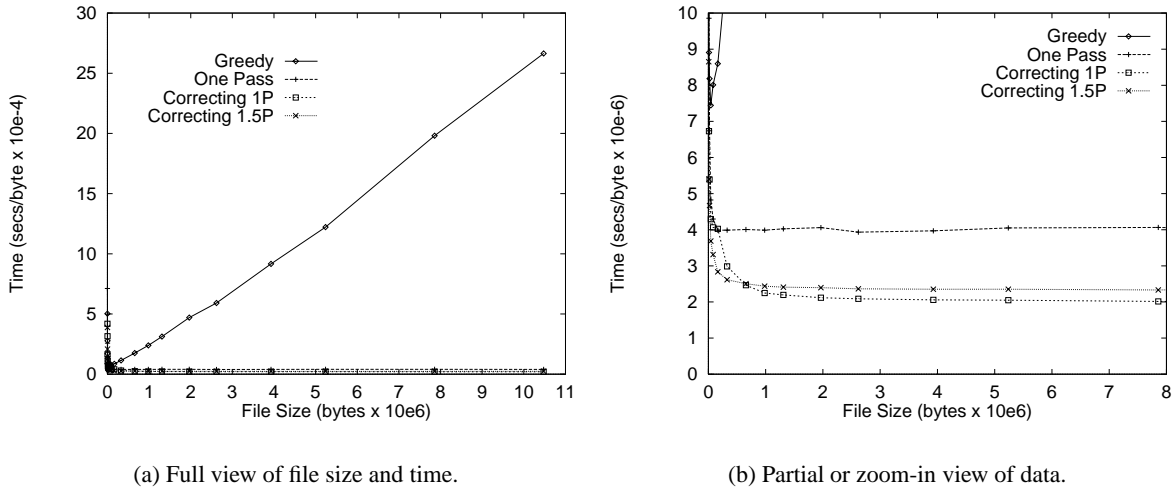 30
25
20
15
10
5
0
Time (secs/byte x 10e-4)
Greedy
One Pass
Correcting 1P
Correcting 1.5P
0 1 2 3 4 5 6 7 8 9 10 11
File Size (bytes x 10e6)
(a) Full view of file size and time.
10
9
8
7
6
5
4
3
2
1
0
Time (secs/byte x 10e-6)
Greedy
One Pass
Correcting 1P
Correcting 1.5P
0 1 2 3 4 5 6 7 8
File Size (bytes x 10e6)
(b) Partial or zoom-in view of data.